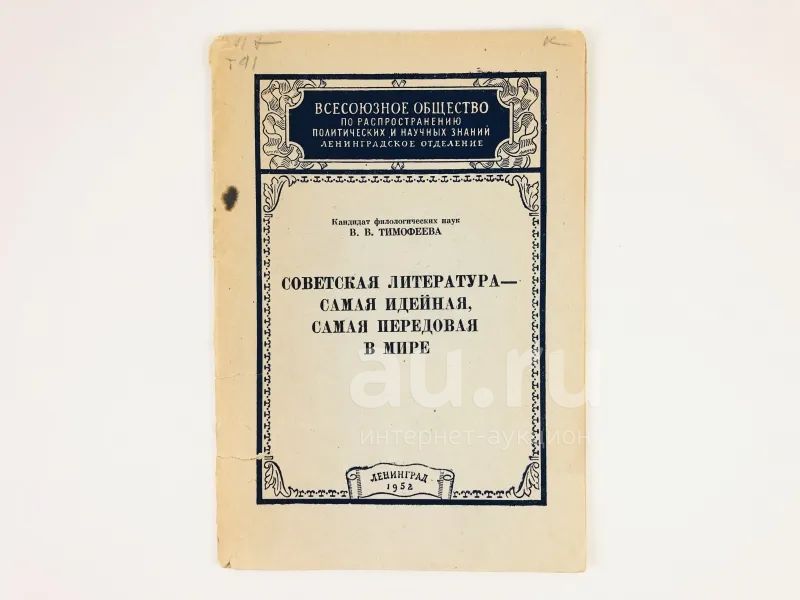 Т41
к
ВСЕСОЮЗНОЕ ОБЩЕСТВО
ПО РАСПРОСТРАНЕНИЮ
ПОЛИТИЧЕСКИХ И НАУЧНЫХ ЗНАНИЙ
ЛЕНИНГРАДСКОЕ ОТДЕЛЕНИЕ
Кандидат филологических наук
В. В. ТИМОФЕЕВА
СОВЕТСКАЯ ЛИТЕРАТУРА—
САМАЯ ИДЕЙНАЯ,
САМАЯ ПЕРЕДОВАЯ
В МИРЕ
au.ru
интернет-аукцион
ЛЕНИНГРАД
1952